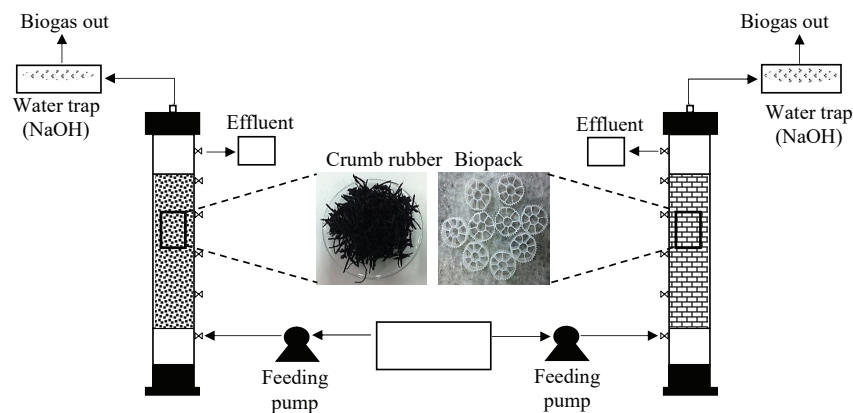 Biogas out
Biogas out
Water trap
(NaOH)
Water trap
(NaOH)
Effluent
Effluent
Crumb rubber
Biopack
Feeding
pump
Feeding
pump